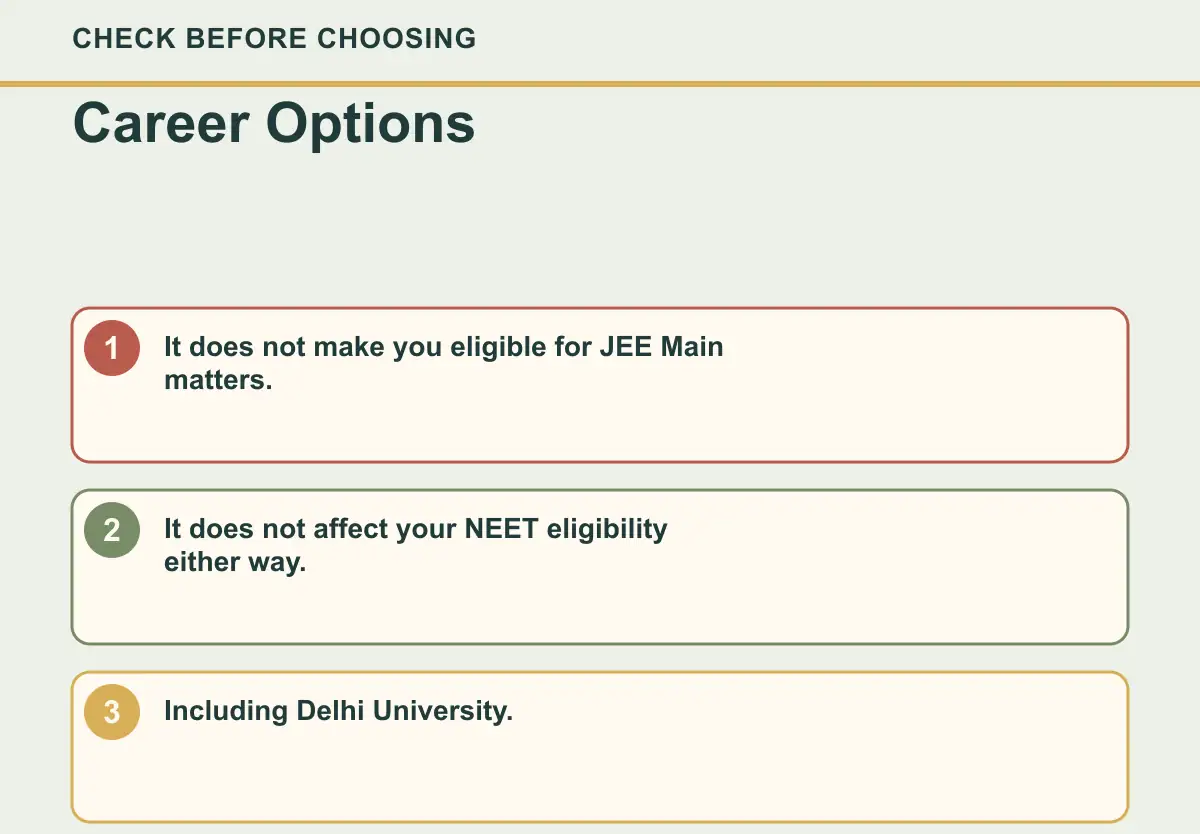 CHECK BEFORE CHOOSING
Career Options
1
It does not make you eligible for JEE Main
matters.
2
It does not affect your NEET eligibility
either way.
3
Including Delhi University.